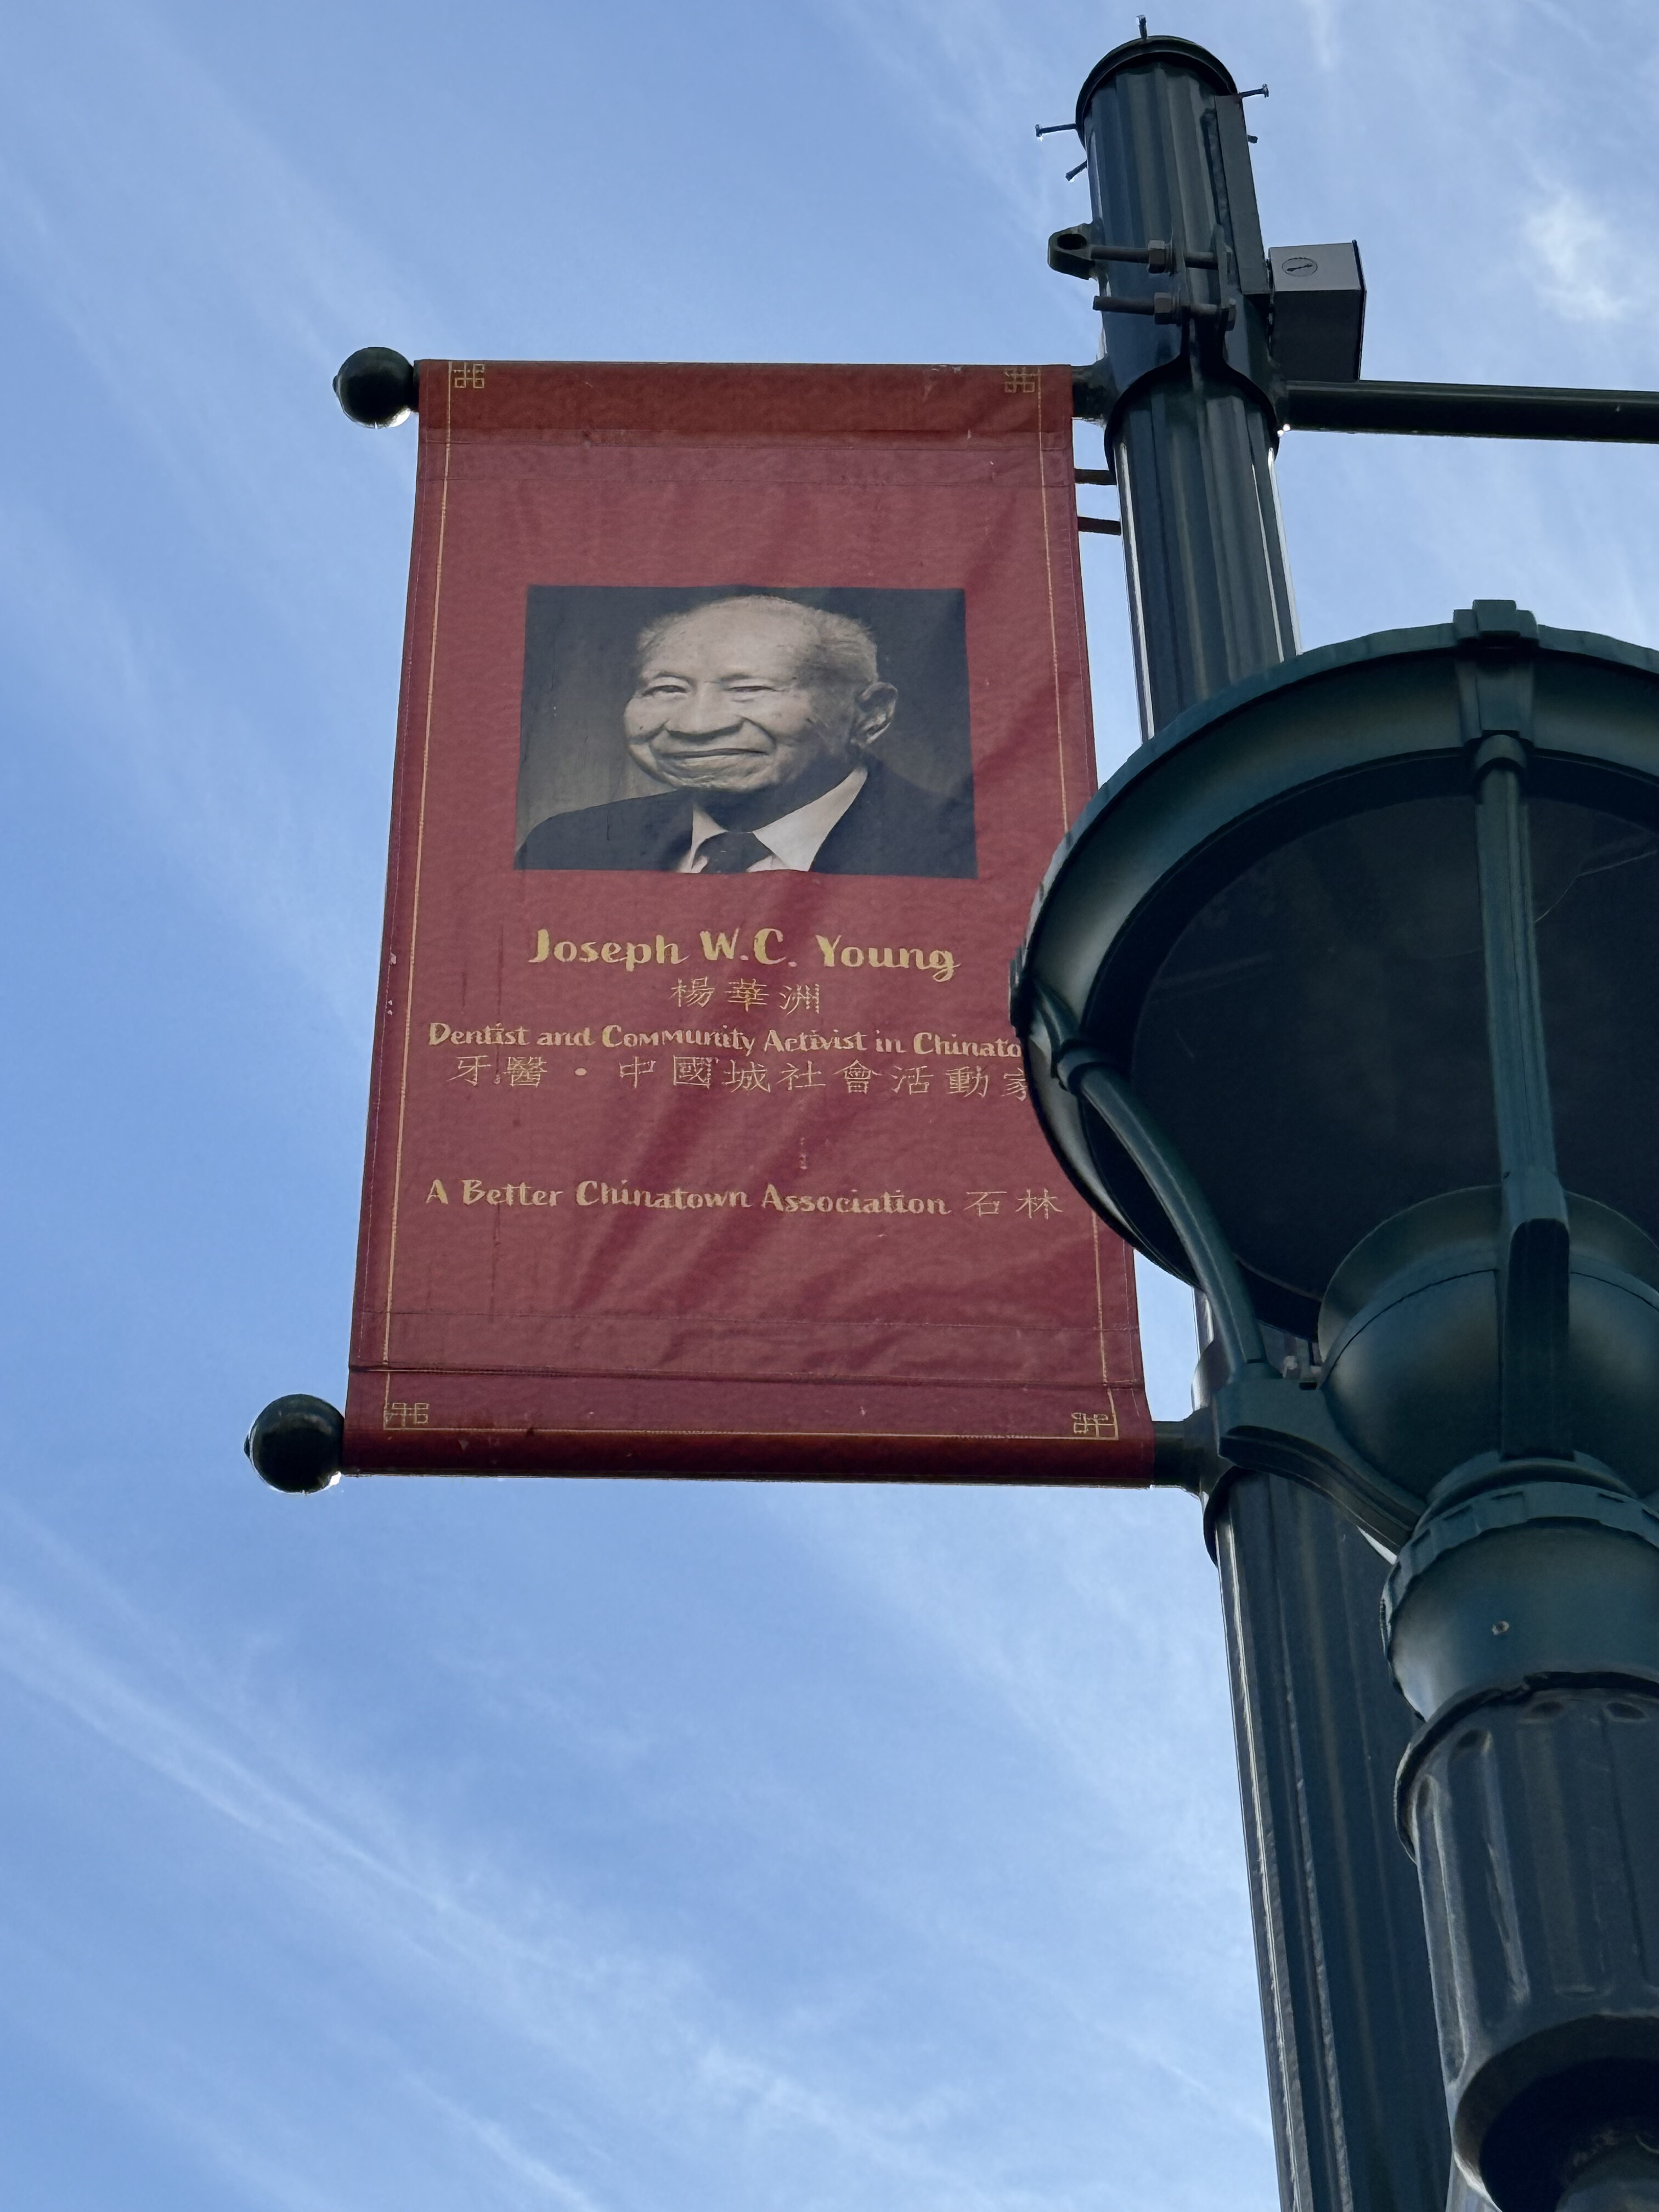 Joseph W.C. Young
楊華洲
Dentist and Community Activist in Chinato
牙醫・中國城社會活動家
A Better Chinatown Association 石林